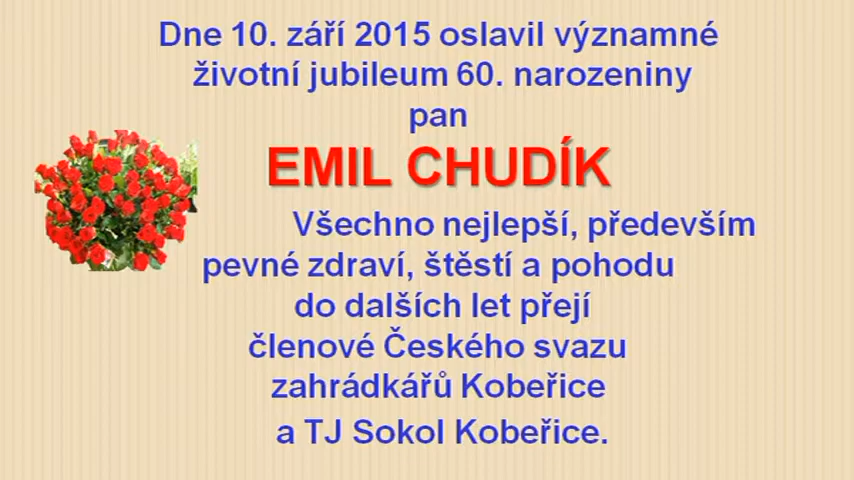 Dne 10. září 2015 oslavil významné
životní jubileum 60. narozeniny
pan
EMIL CHUDÍK
Všechno nejlepší, především
pevné zdraví, štěstí a pohodu
do dalších let přejí
členové Českého svazu
zahrádkářů Kobeřice
a TJ Sokol Kobeřice.